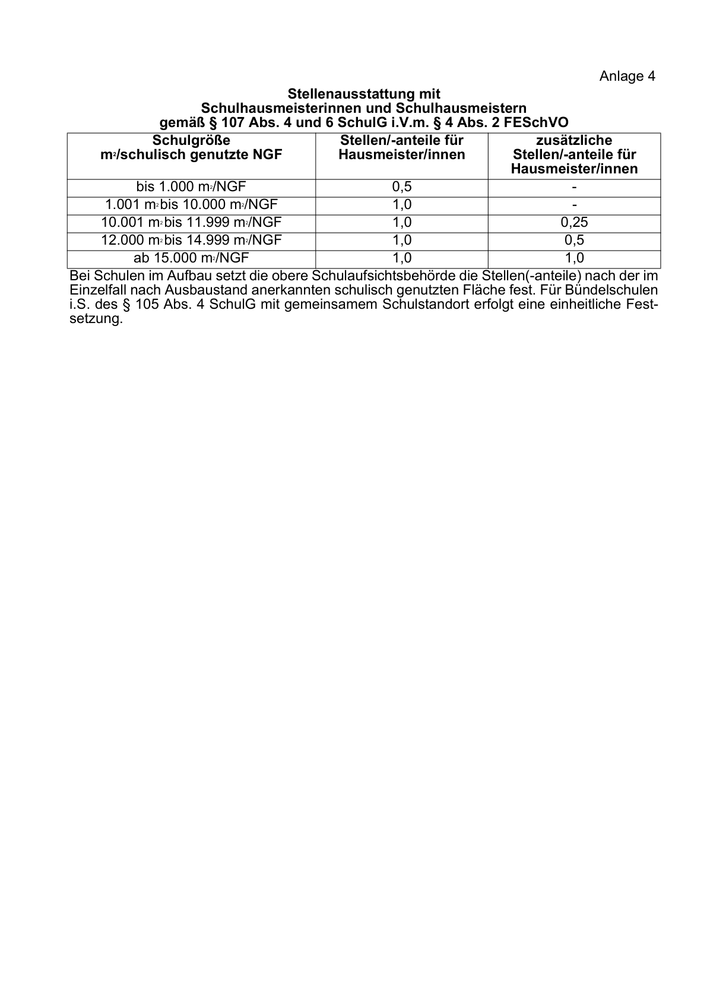 Anlage 4
Stellenausstattung mit
Schulhausmeisterinnen und Schulhausmeistern
gemäß § 107 Abs. 4 und 6 SchulG i.V.m. § 4 Abs. 2 FESchVO
Schulgröße
m²/schulisch genutzte NGF
Stellen/-anteile für
Hausmeister/innen
zusätzliche
Stellen/-anteile für
Hausmeister/innen
bis 1.000 m²/NGF 0,5 -
1.001 m² bis 10.000 m²/NGF 1,0 -
10.001 m² bis 11.999 m²/NGF 1,0 0,25
12.000 m² bis 14.999 m²/NGF 1,0 0,5
ab 15.000 m²/NGF 1,0 1,0
Bei Schulen im Aufbau setzt die obere Schulaufsichtsbehörde die Stellen(-anteile) nach der im
Einzelfall nach Ausbaustand anerkannten schulisch genutzten Fläche fest. Für Bündelschulen
i.S. des § 105 Abs. 4 SchulG mit gemeinsamem Schulstandort erfolgt eine einheitliche Fest-
setzung.